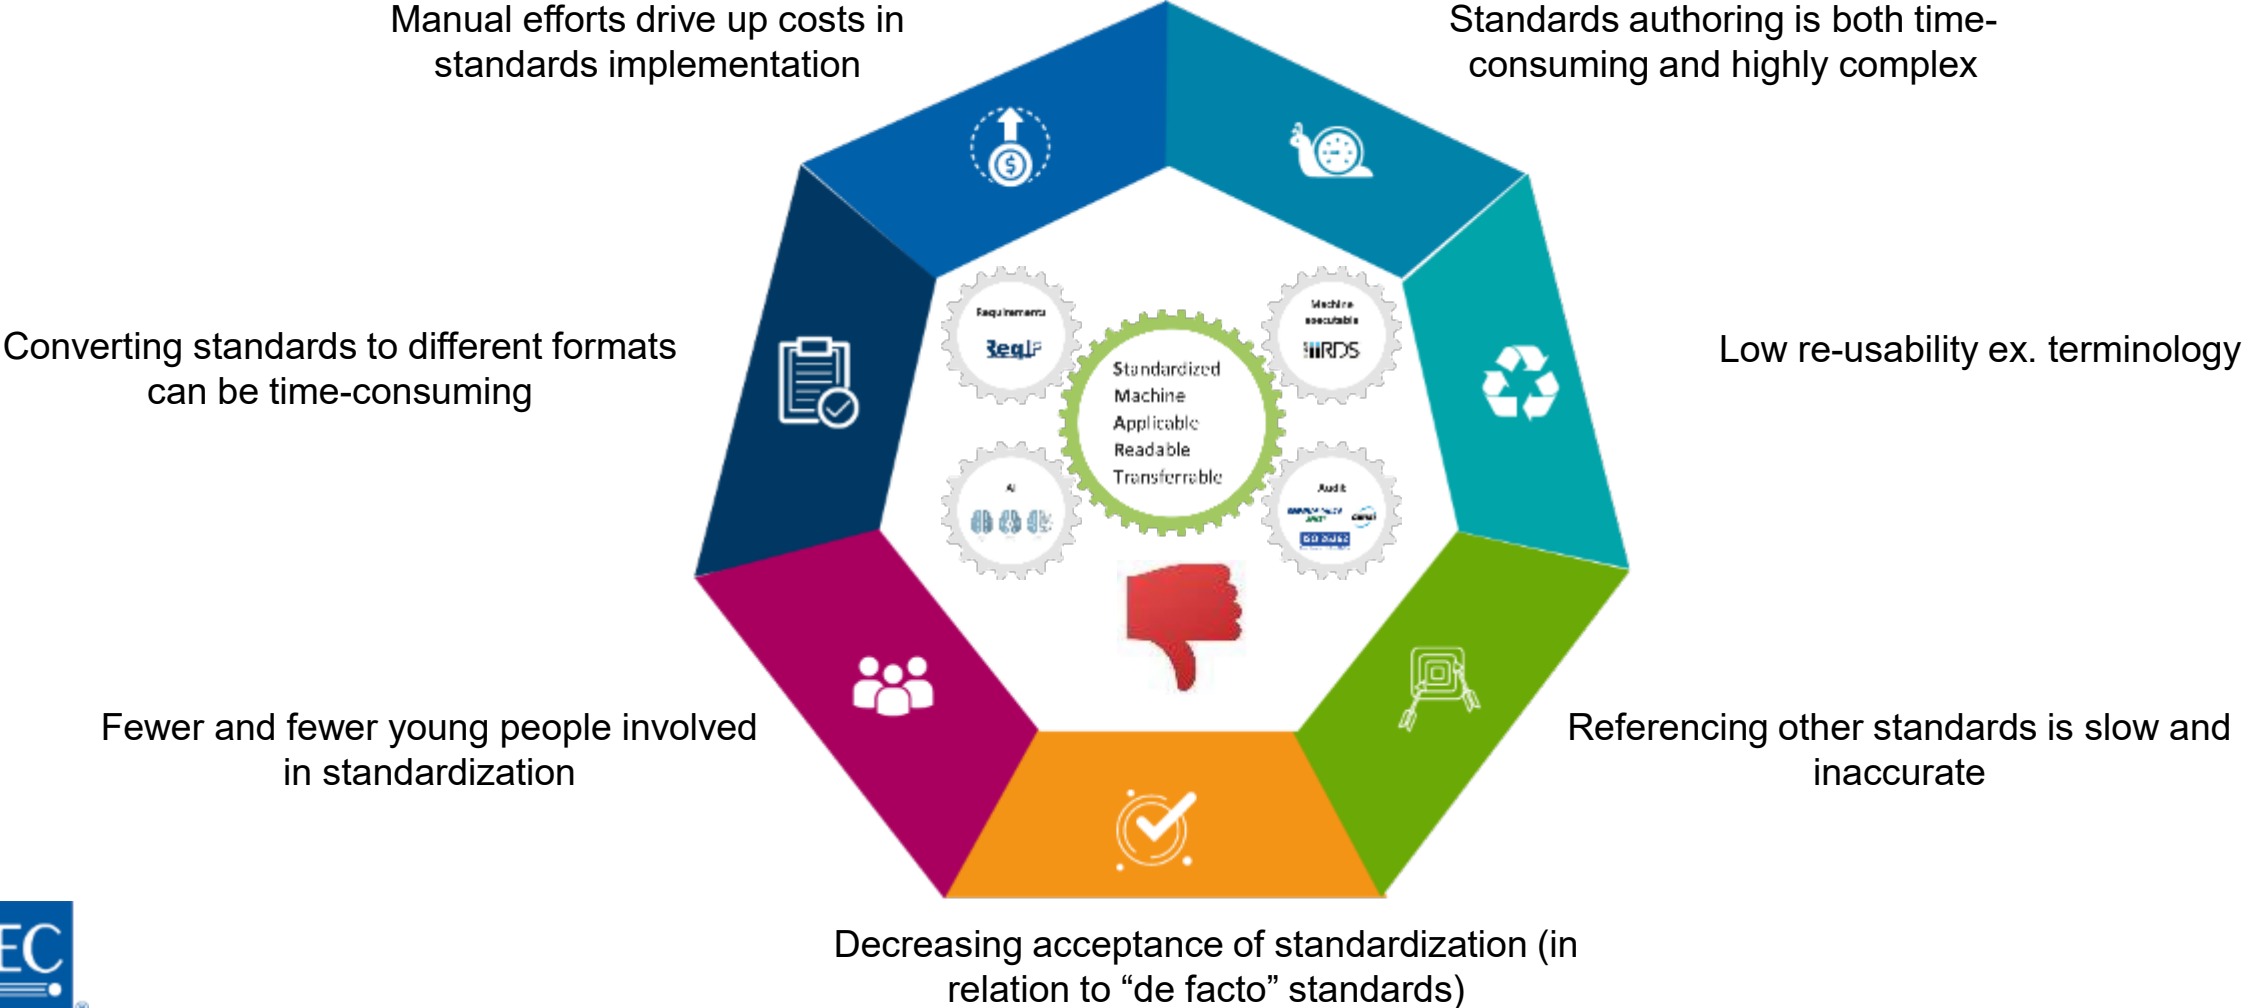 Manual efforts drive up costs in
standards implementation
Standards authoring is both time-
consuming and highly complex
Converting standards to different formats
can be time-consuming
Low re-usability ex. terminology
Requirements
ReqIF
Machine
executable
iiRDS
Standardized
Machine
Applicable
Readable
Transferrable
AI
Audit
ISO 26262
Fewer and fewer young people involved
in standardization
Referencing other standards is slow and
inaccurate
Decreasing acceptance of standardization (in
relation to “de facto” standards)
EC
®